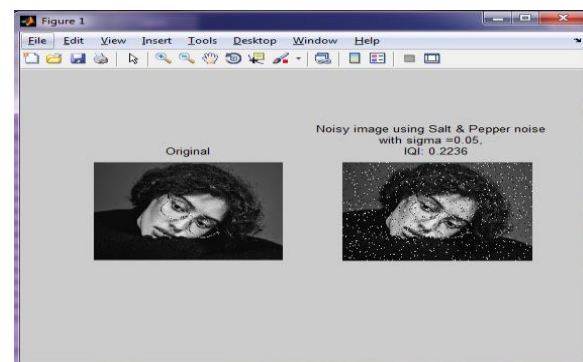 Figure 1
File Edit View Insert Tools Desktop Window Help
Original
Noisy image using Salt & Pepper noise
with sigma =0.05,
IQI: 0.2236